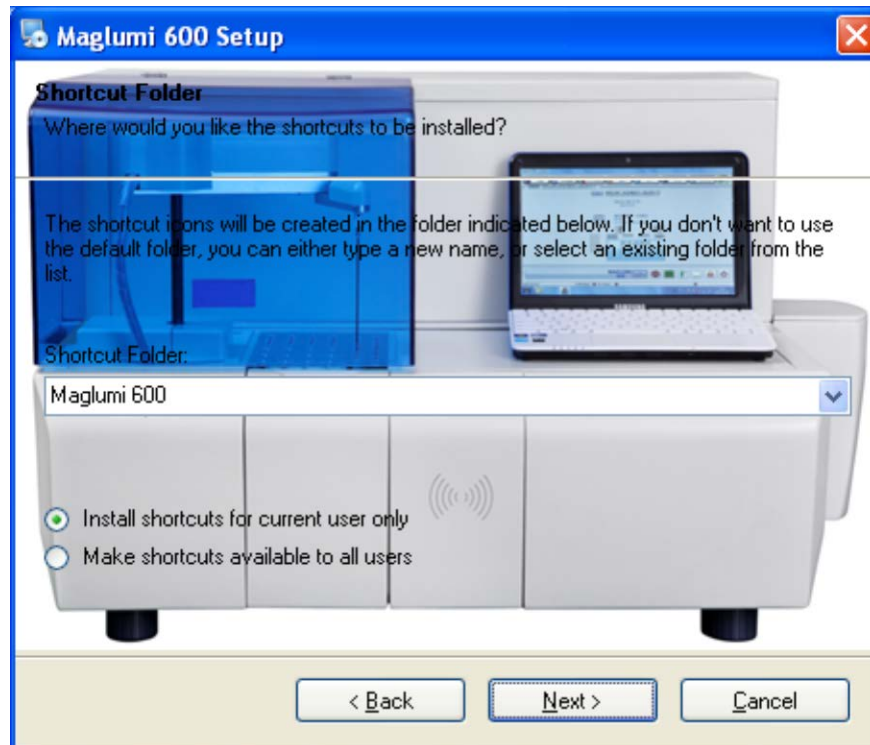 Maglumi 600 Setup
Shortcut Folder
Where would you like the shortcuts to be installed?
The shortcut icons will be created in the folder indicated below. If you don't want to use
the default folder, you can either type a new name, or select an existing folder from the
list.
Shortcut Folder:
Maglumi 600
Install shortcuts for current user only
Make shortcuts available to all users
< Back
Next >
Cancel